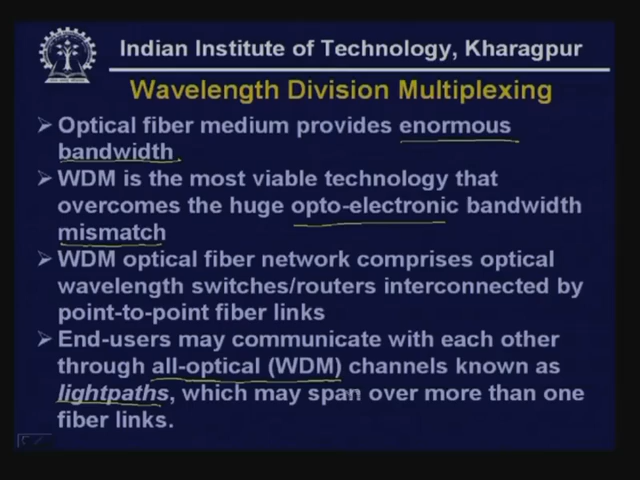 Indian Institute of Technology, Kharagpur
Wavelength Division Multiplexing
➢ Optical fiber medium provides enormous
bandwidth.
➢ WDM is the most viable technology that
overcomes the huge opto-electronic bandwidth
mismatch
➢ WDM optical fiber network comprises optical
wavelength switches/routers interconnected by
point-to-point fiber links
➢ End-users may communicate with each other
through all-optical (WDM) channels known as
lightpaths, which may span over more than one
fiber links.